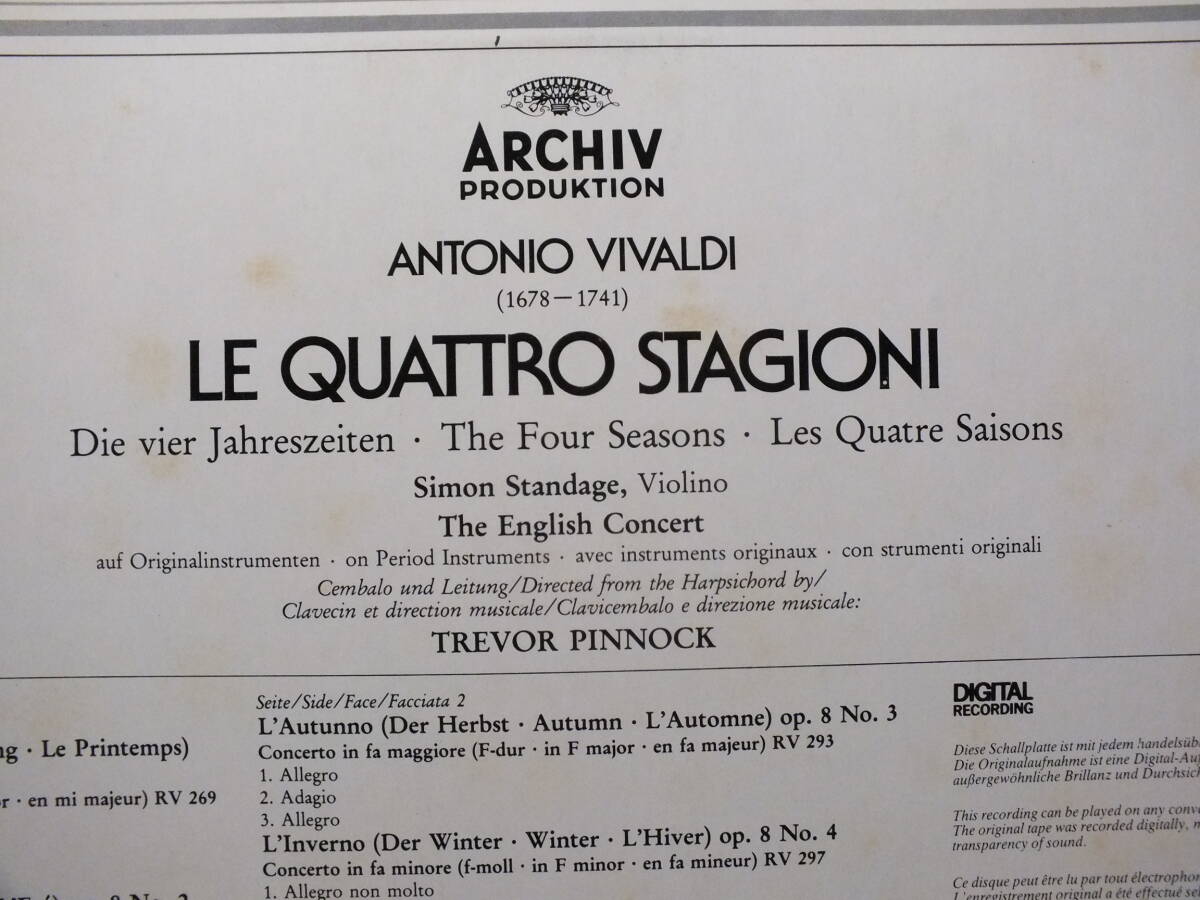 ARCHIV
PRODUKTION
ANTONIO VIVALDI
(1678—1741)
LE QUATTRO STAGIONI
Die vier Jahreszeiten · The Four Seasons · Les Quatre Saisons
Simon Standage, Violino
The English Concert
auf Originalinstrumenten · on Period Instruments · avec instruments originaux · con strumenti originali
Cembalo und Leitung/Directed from the Harpsichord by/
Clavecin et direction musicale/Clavicembalo e direzione musicale:
TREVOR PINNOCK
· Le Printemps)
· en mi majeur) RV 269
Seite/Side/Face/Facciata 2
L'Autunno (Der Herbst · Autumn · L'Automne) op. 8 No. 3
Concerto in fa maggiore (F-dur · in F major · en fa majeur) RV 293
1. Allegro
2. Adagio
3. Allegro
L'Inverno (Der Winter · Winter · L'Hiver) op. 8 No. 4
Concerto in fa minore (f-moll · in F minor · en fa mineur) RV 297
1. Allegro non molto
DIGITAL
RECORDING
Diese Schallplatte ist mit jedem
Die Originalaufnahme ist eine
außergewöhnliche Brillanz und
This recording can be played on any
The original tape was recorded digitally,
transparency of sound.
Ce disque peut être lu par tout
L'enregistrement original a été effectué